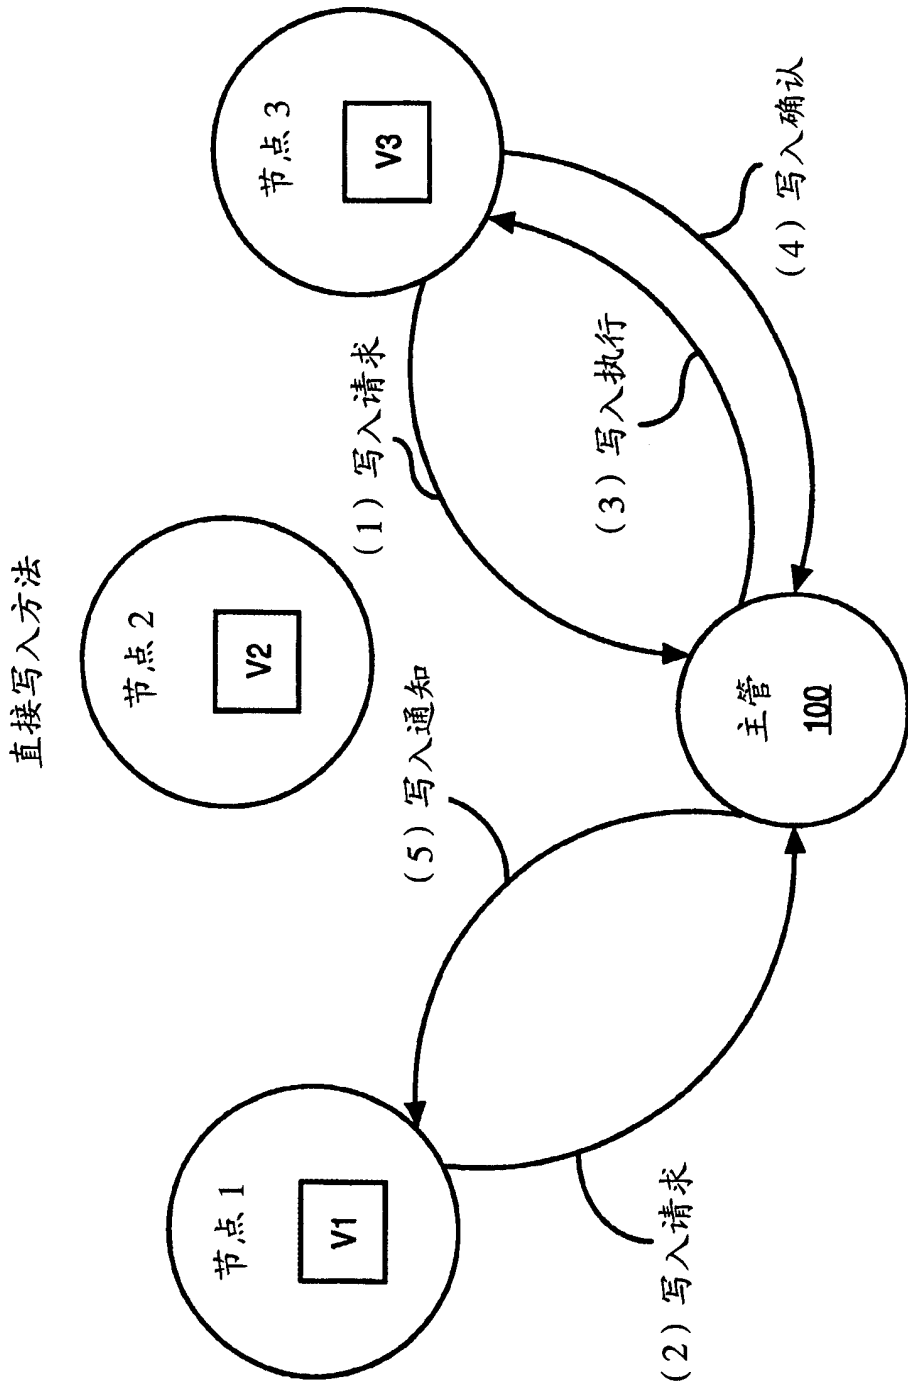 直接写入方法
节点 1
V1
节点 2
V2
节点 3
V3
(1) 写入请求
(5) 写入通知
(3) 写入执行
(4) 写入确认
(2) 写入请求
主管
100